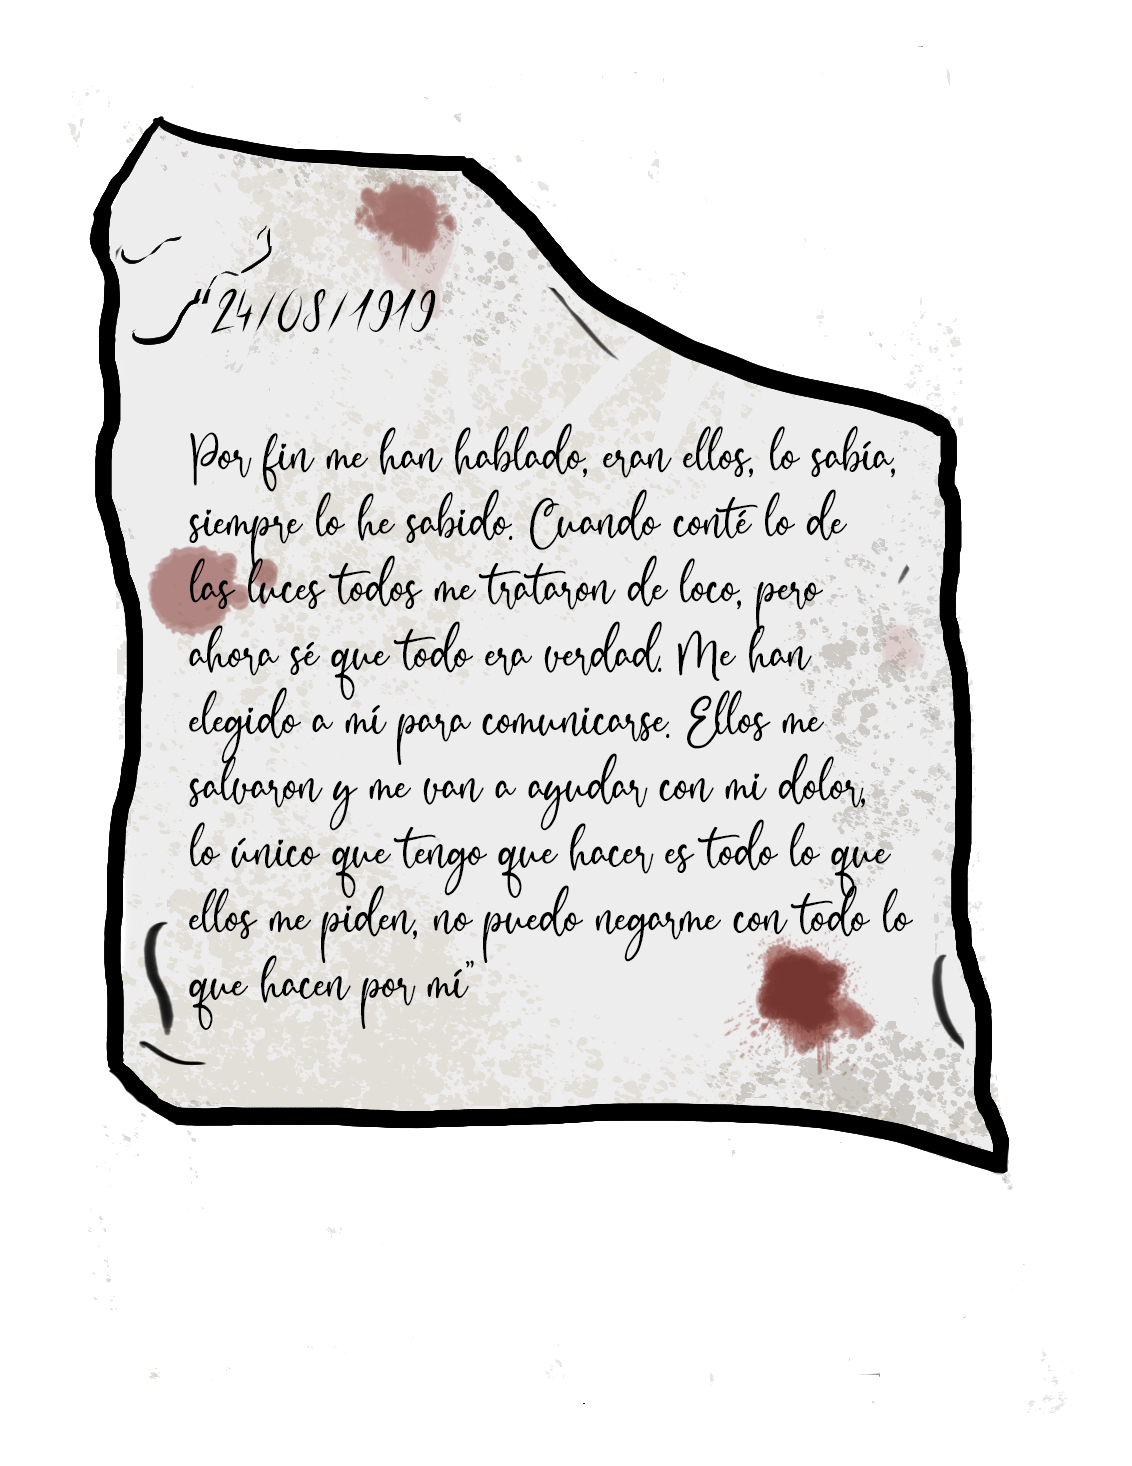 "24/08/1919
Por fin me han hablado, eran ellos, lo sabía,
siempre lo he sabido. Cuando conté lo de
las luces todos me trataron de loco, pero
ahora sé que todo era verdad. Me han
elegido a mí para comunicarse. Ellos me
salvaron y me van a ayudar con mi dolor,
lo único que tengo que hacer es todo lo que
ellos me piden, no puedo negarme con todo lo
que hacen por mí"